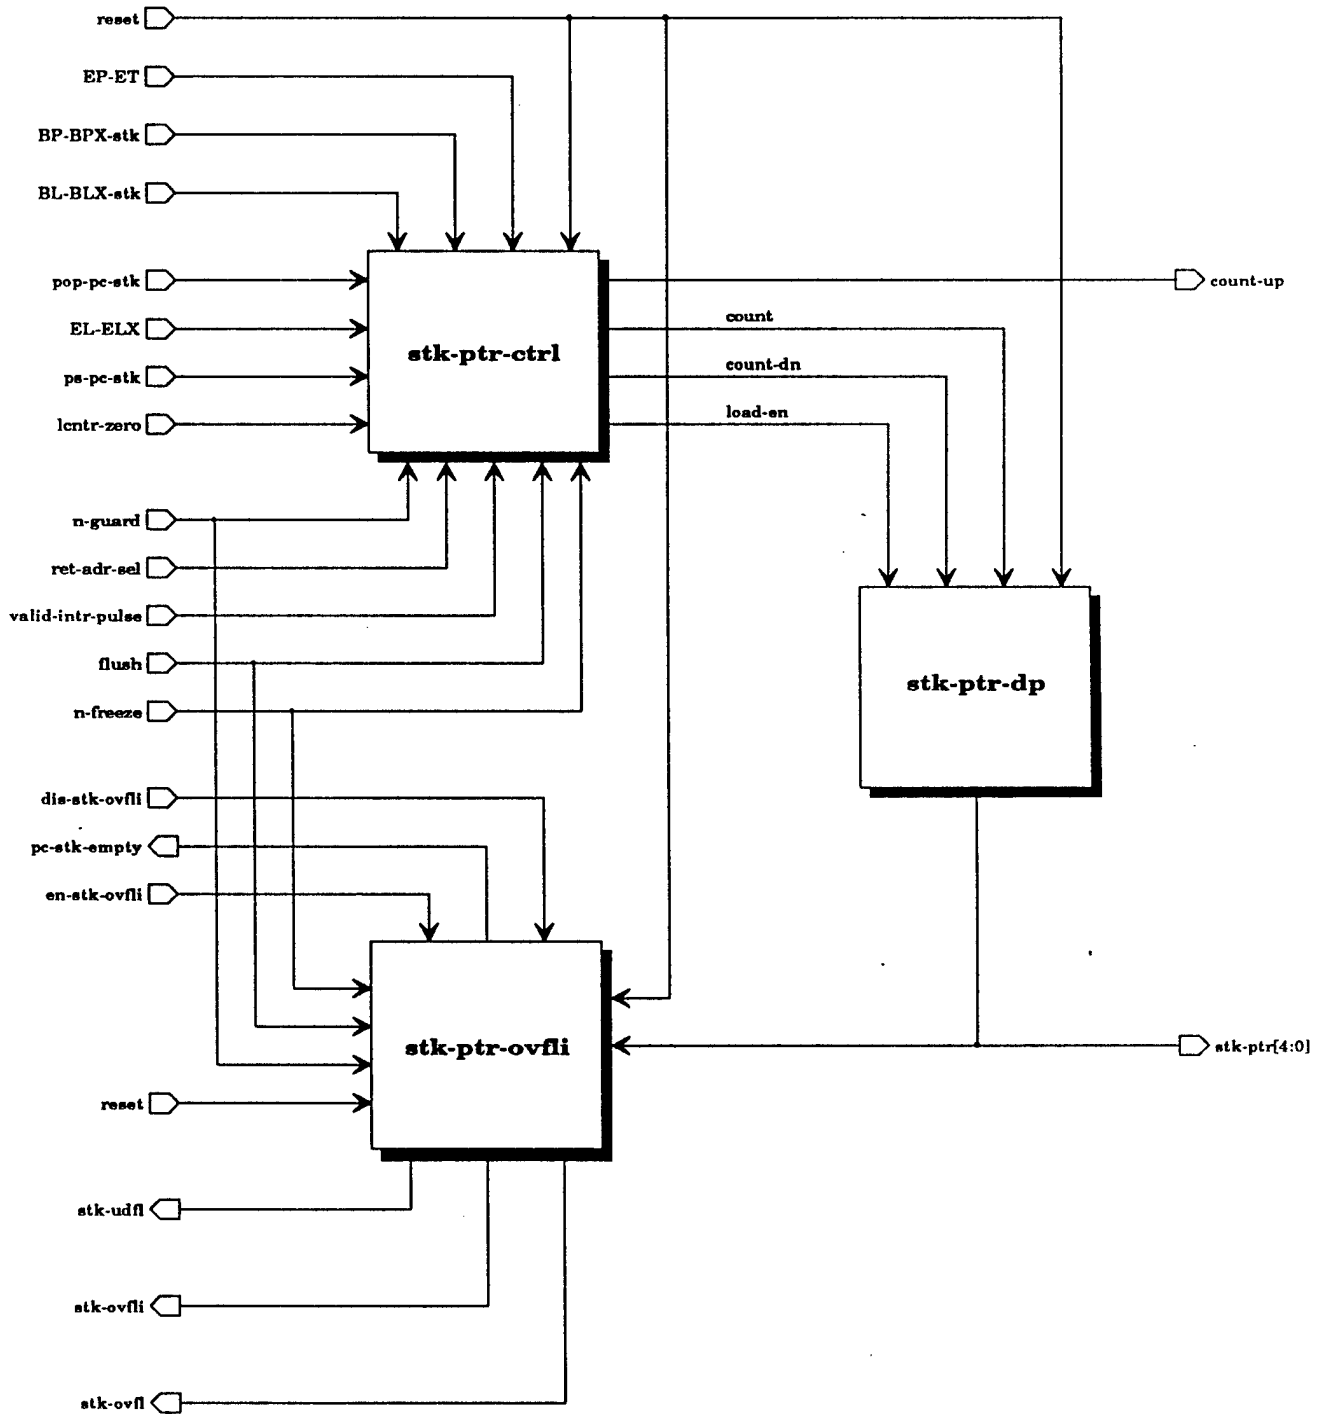 reset
EP-ET
BP-BPX-stk
BL-BLX-stk
pop-pc-stk
count-up
EL-ELX
count
stk-ptr-ctrl
ps-pc-stk
count-dn
lcntr-zero
load-en
n-guard
ret-adr-sel
valid-intr-pulse
flush
stk-ptr-dp
n-freeze
dis-stk-ovfli
pc-stk-empty
en-stk-ovfli
stk-ptr-ovfli
stk-ptr[4:0]
reset
stk-udfl
stk-ovfli
stk-ovfl